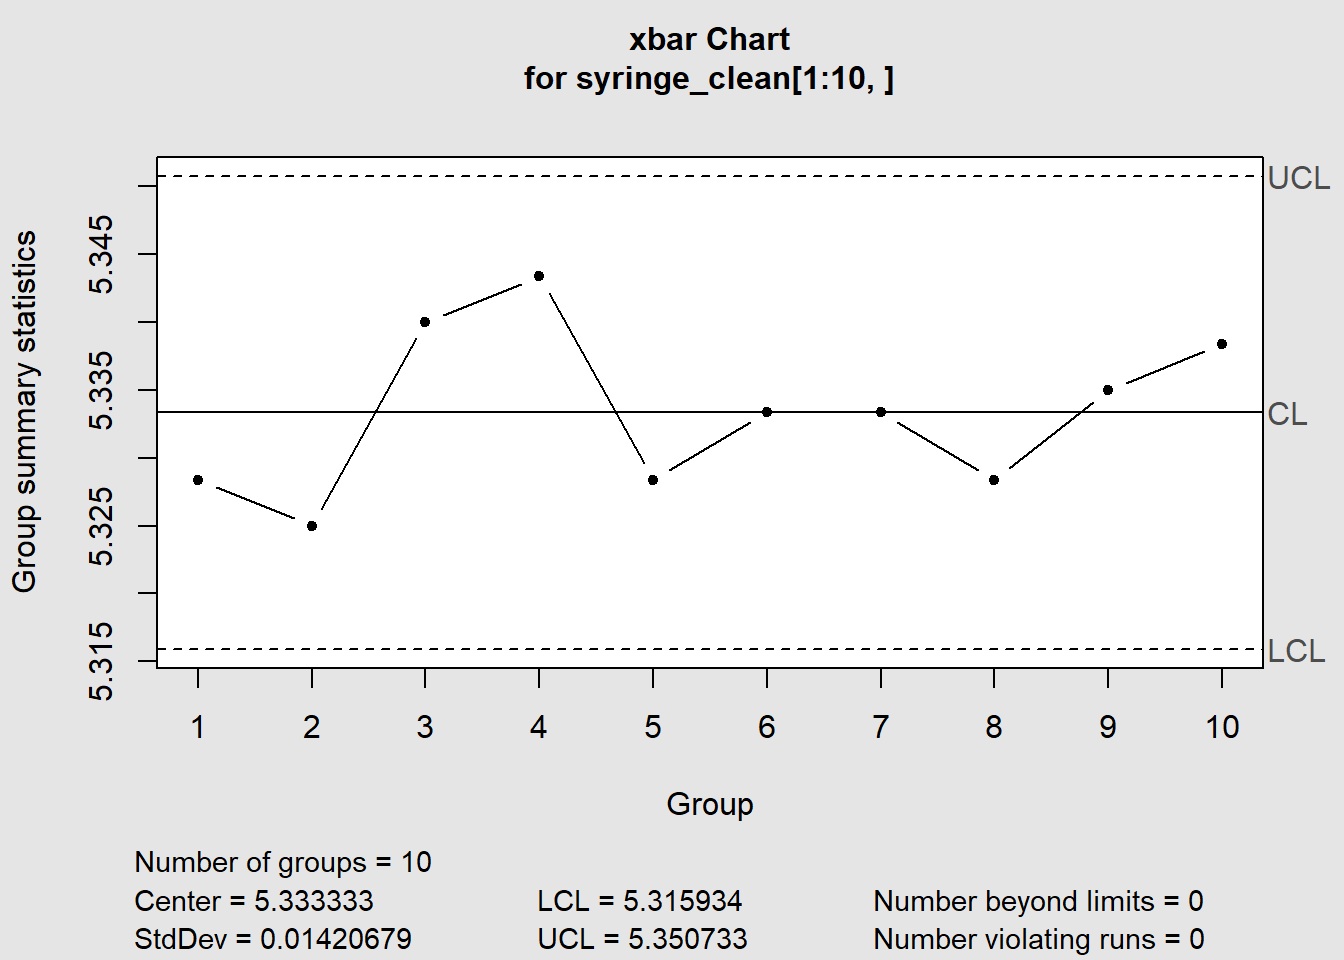 xbar Chart
for syringe_clean[1:10, ]
Group summary statistics
5.345
5.335
5.325
5.315
UCL
CL
LCL
1 2 3 4 5 6 7 8 9 10
Group
Number of groups = 10
Center = 5.333333 LCL = 5.315934 Number beyond limits = 0
StdDev = 0.01420679 UCL = 5.350733 Number violating runs = 0